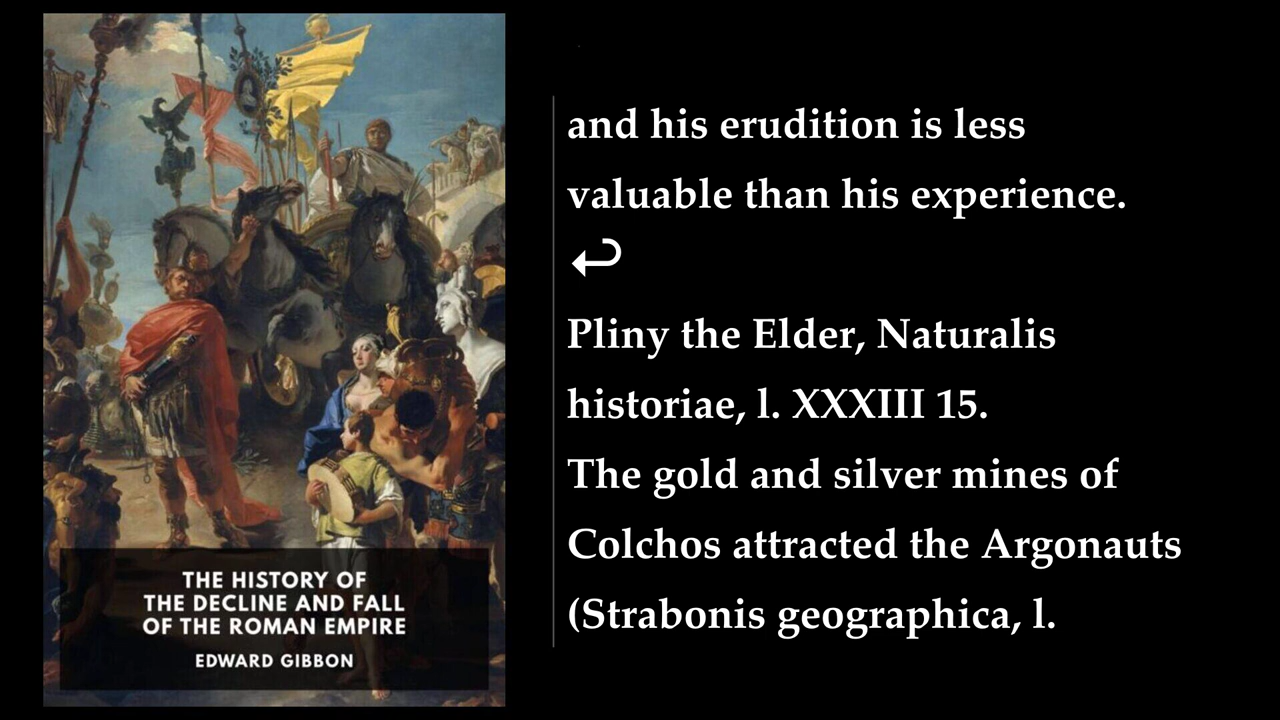 THE HISTORY OF
THE DECLINE AND FALL
OF THE ROMAN EMPIRE
EDWARD GIBBON
and his erudition is less
valuable than his experience.
↩
Pliny the Elder, Naturalis
historiae, l. XXXIII 15.
The gold and silver mines of
Colchos attracted the Argonauts
(Strabonis geographica, l.